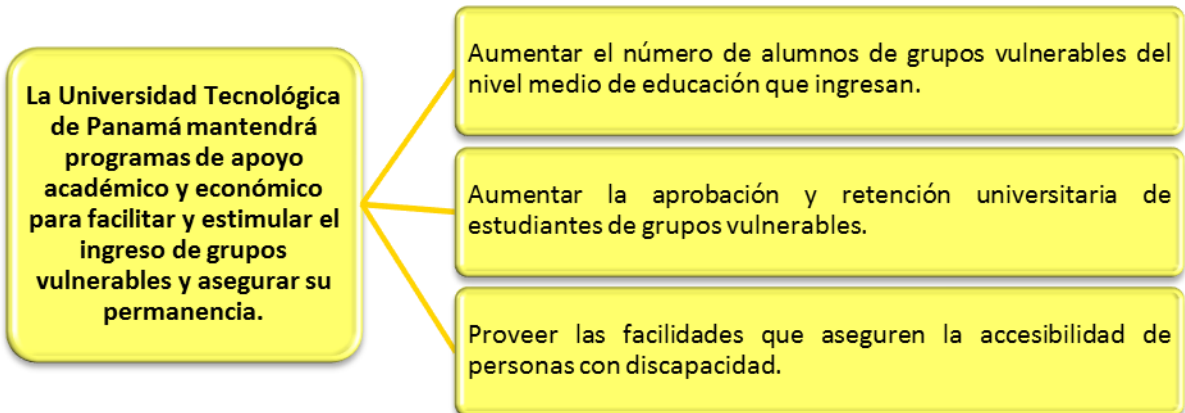 La Universidad Tecnológica
de Panamá mantendrá
programas de apoyo
académico y económico
para facilitar y estimular el
ingreso de grupos
vulnerables y asegurar su
permanencia.
Aumentar el número de alumnos de grupos vulnerables del
nivel medio de educación que ingresan.
Aumentar la aprobación y retención universitaria de
estudiantes de grupos vulnerables.
Proveer las facilidades que aseguren la accesibilidad de
personas con discapacidad.